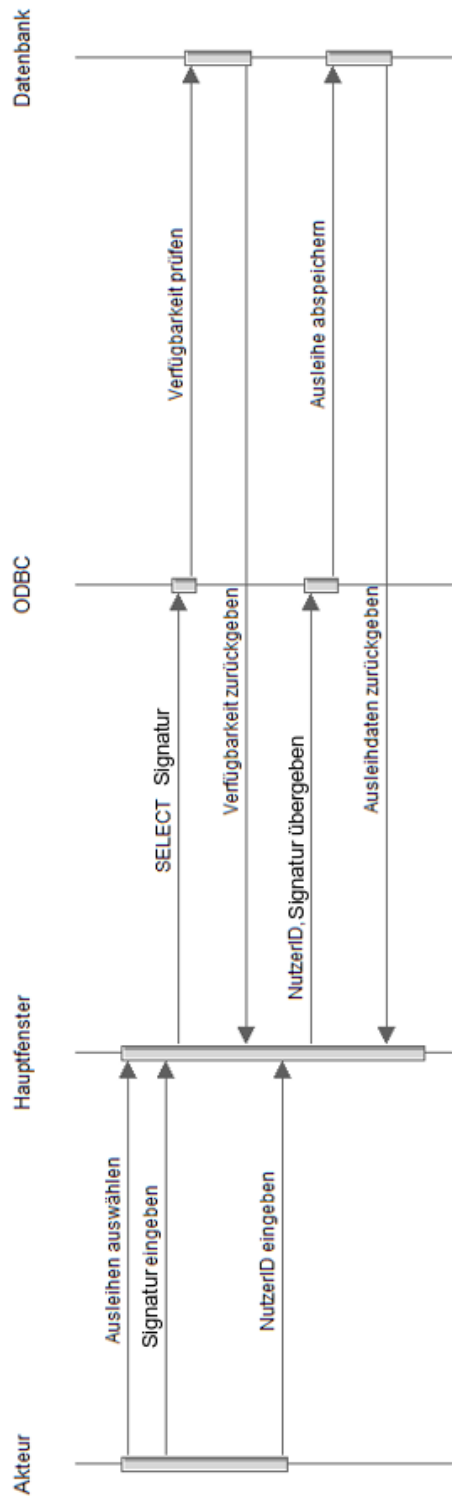 Akteur
Hauptfenster
ODBC
Datenbank
Ausleihen auswählen
Signatur eingeben
SELECT Signatur
Verfügbarkeit prüfen
Verfügbarkeit zurückgeben
NutzerID eingeben
NutzerID, Signatur übergeben
Ausleihe abspeichern
Ausleihdaten zurückgeben